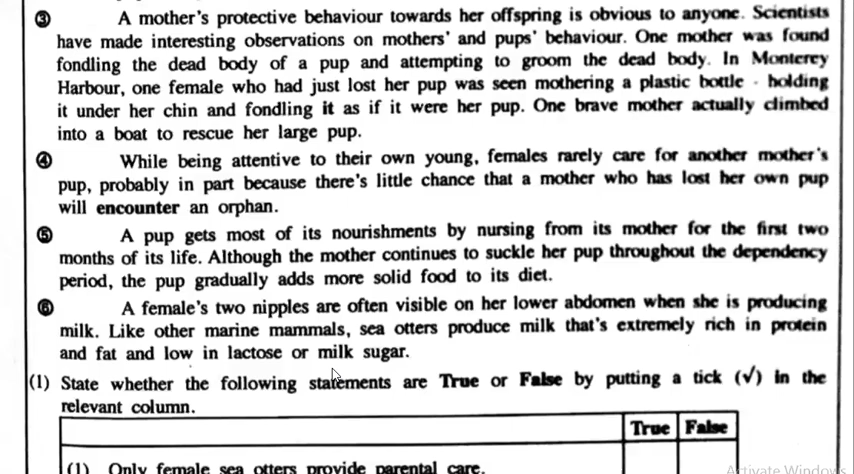 ③ A mother's protective behaviour towards her offspring is obvious to anyone. Scientists
have made interesting observations on mothers' and pups' behaviour. One mother was found
fondling the dead body of a pup and attempting to groom the dead body. In Monterey
Harbour, one female who had just lost her pup was seen mothering a plastic bottle - holding
it under her chin and fondling it as if it were her pup. One brave mother actually climbed
into a boat to rescue her large pup.
④ While being attentive to their own young, females rarely care for another mother's
pup, probably in part because there's little chance that a mother who has lost her own pup
will encounter an orphan.
⑤ A pup gets most of its nourishments by nursing from its mother for the first two
months of its life. Although the mother continues to suckle her pup throughout the dependency
period, the pup gradually adds more solid food to its diet.
⑥ A female's two nipples are often visible on her lower abdomen when she is producing
milk. Like other marine mammals, sea otters produce milk that's extremely rich in protein
and fat and low in lactose or milk sugar.
(1) State whether the following statements are True or False by putting a tick (√) in the
relevant column.
True False
(1) Only female sea otters provide parental care.
Activate Windows